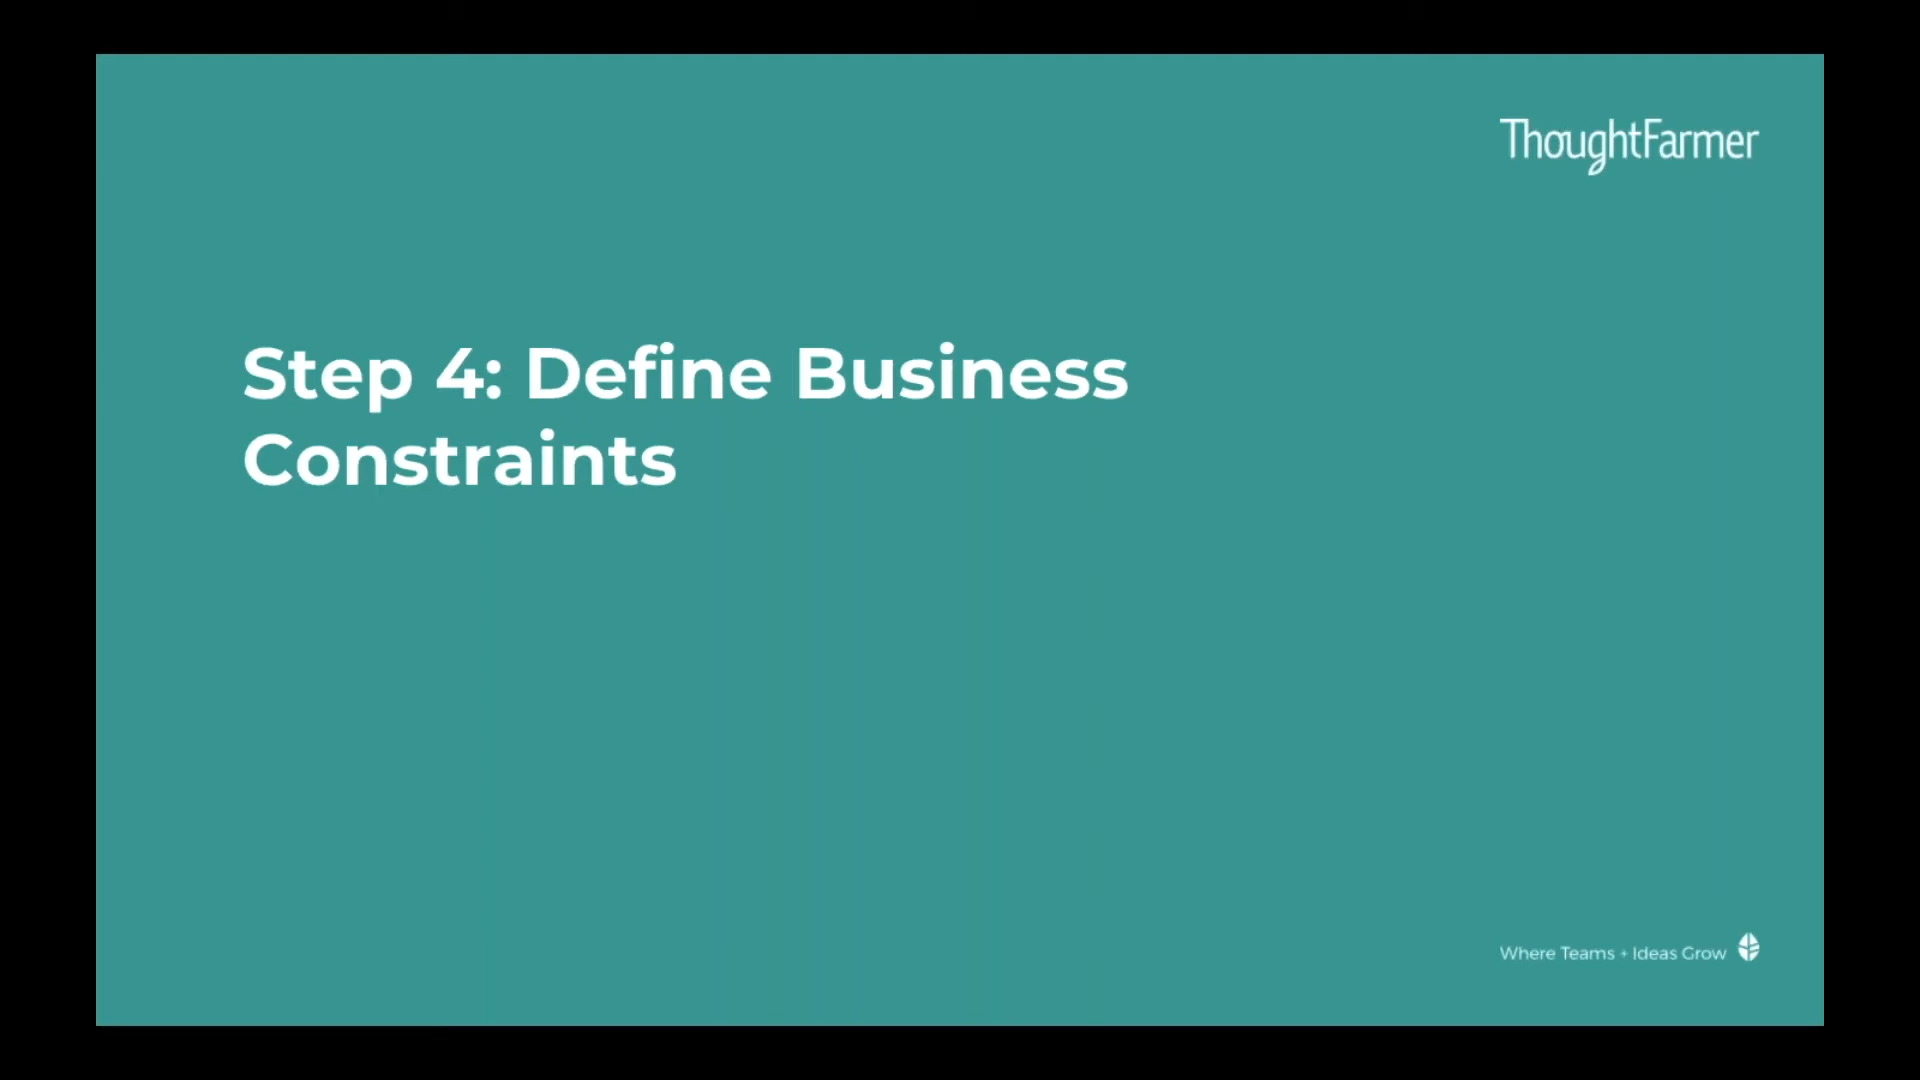 ThoughtFarmer
Step 4: Define Business
Constraints
Where Teams + Ideas Grow